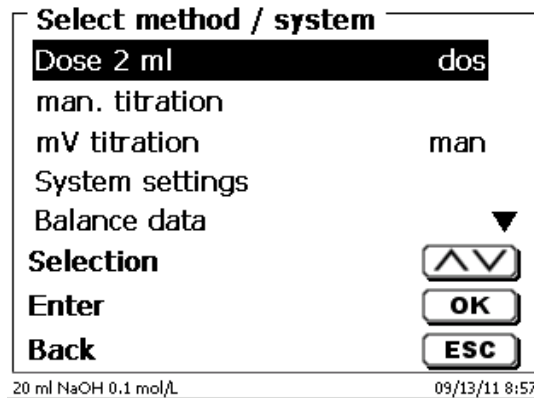 Select method / system
Dose 2 ml dos
man. titration
mV titration man
System settings
Balance data
Selection
Enter OK
Back ESC
20 ml NaOH 0.1 mol/L 09/13/11 8:57